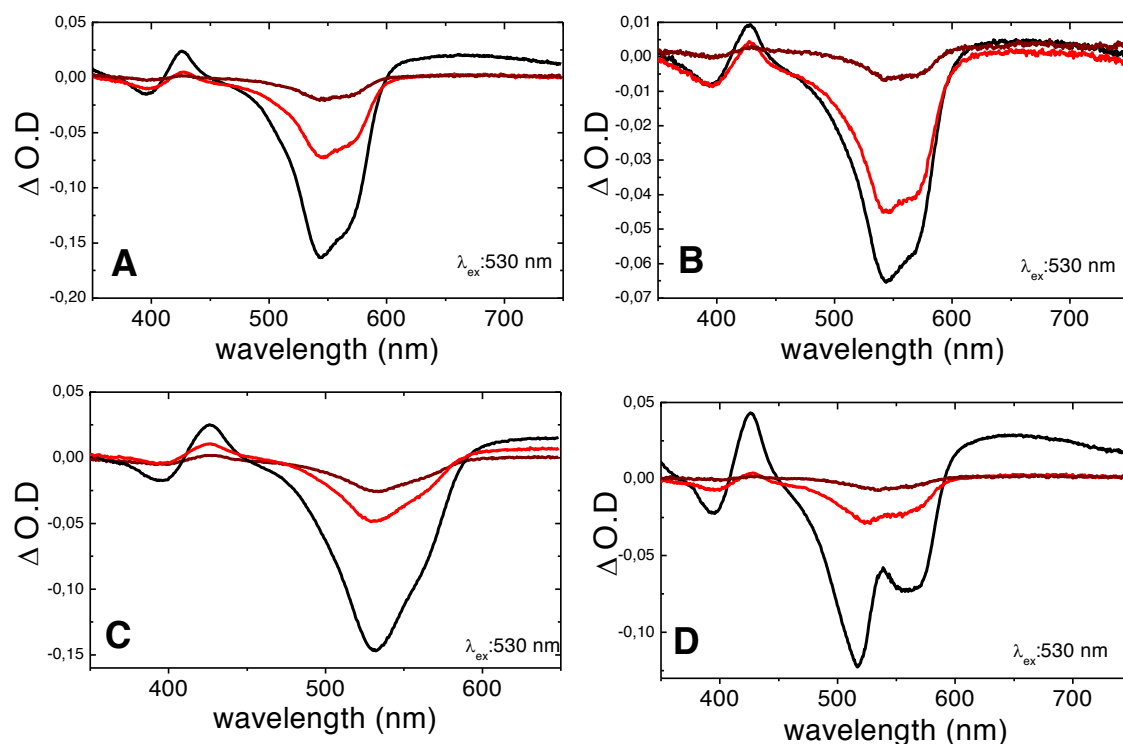 0,05
0,00
-0,05
-0,10
-0,15
-0,20
Δ O.D
A
λex:530 nm
400 500 600 700
wavelength (nm)
0,01
0,00
-0,01
-0,02
-0,03
-0,04
-0,06
-0,07
Δ O.D
B
λex:530 nm
400 500 600 700
wavelength (nm)
0,05
0,00
-0,05
-0,10
-0,15
Δ O.D
C
λex:530 nm
400 500 600
wavelength (nm)
0,05
0,00
-0,05
-0,10
Δ O.D
D
λex:530 nm
400 500 600 700
wavelength (nm)